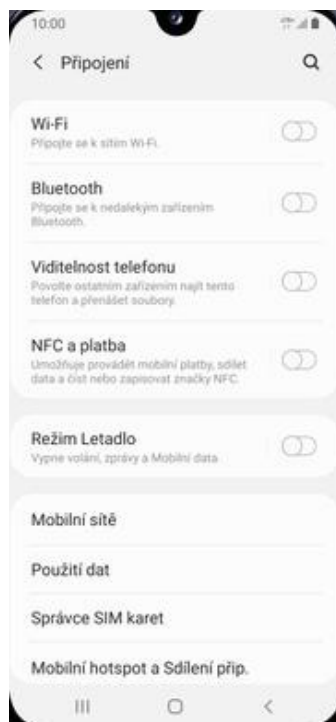 10:00
Připojení
Wi-Fi
Připojte se k sítím Wi-Fi.
Bluetooth
Připojte se k nedalekým zařízením
Bluetooth.
Viditelnost telefonu
Povolte ostatním zařízením najít tento
telefon a přenášet soubory.
NFC a platba
Umožňuje provádět mobilní platby, sdílet
data a číst nebo zapisovat značky NFC.
Režim Letadlo
Vypne volání, zprávy a Mobilní data.
Mobilní sítě
Použití dat
Správce SIM karet
Mobilní hotspot a Sdílení přip.